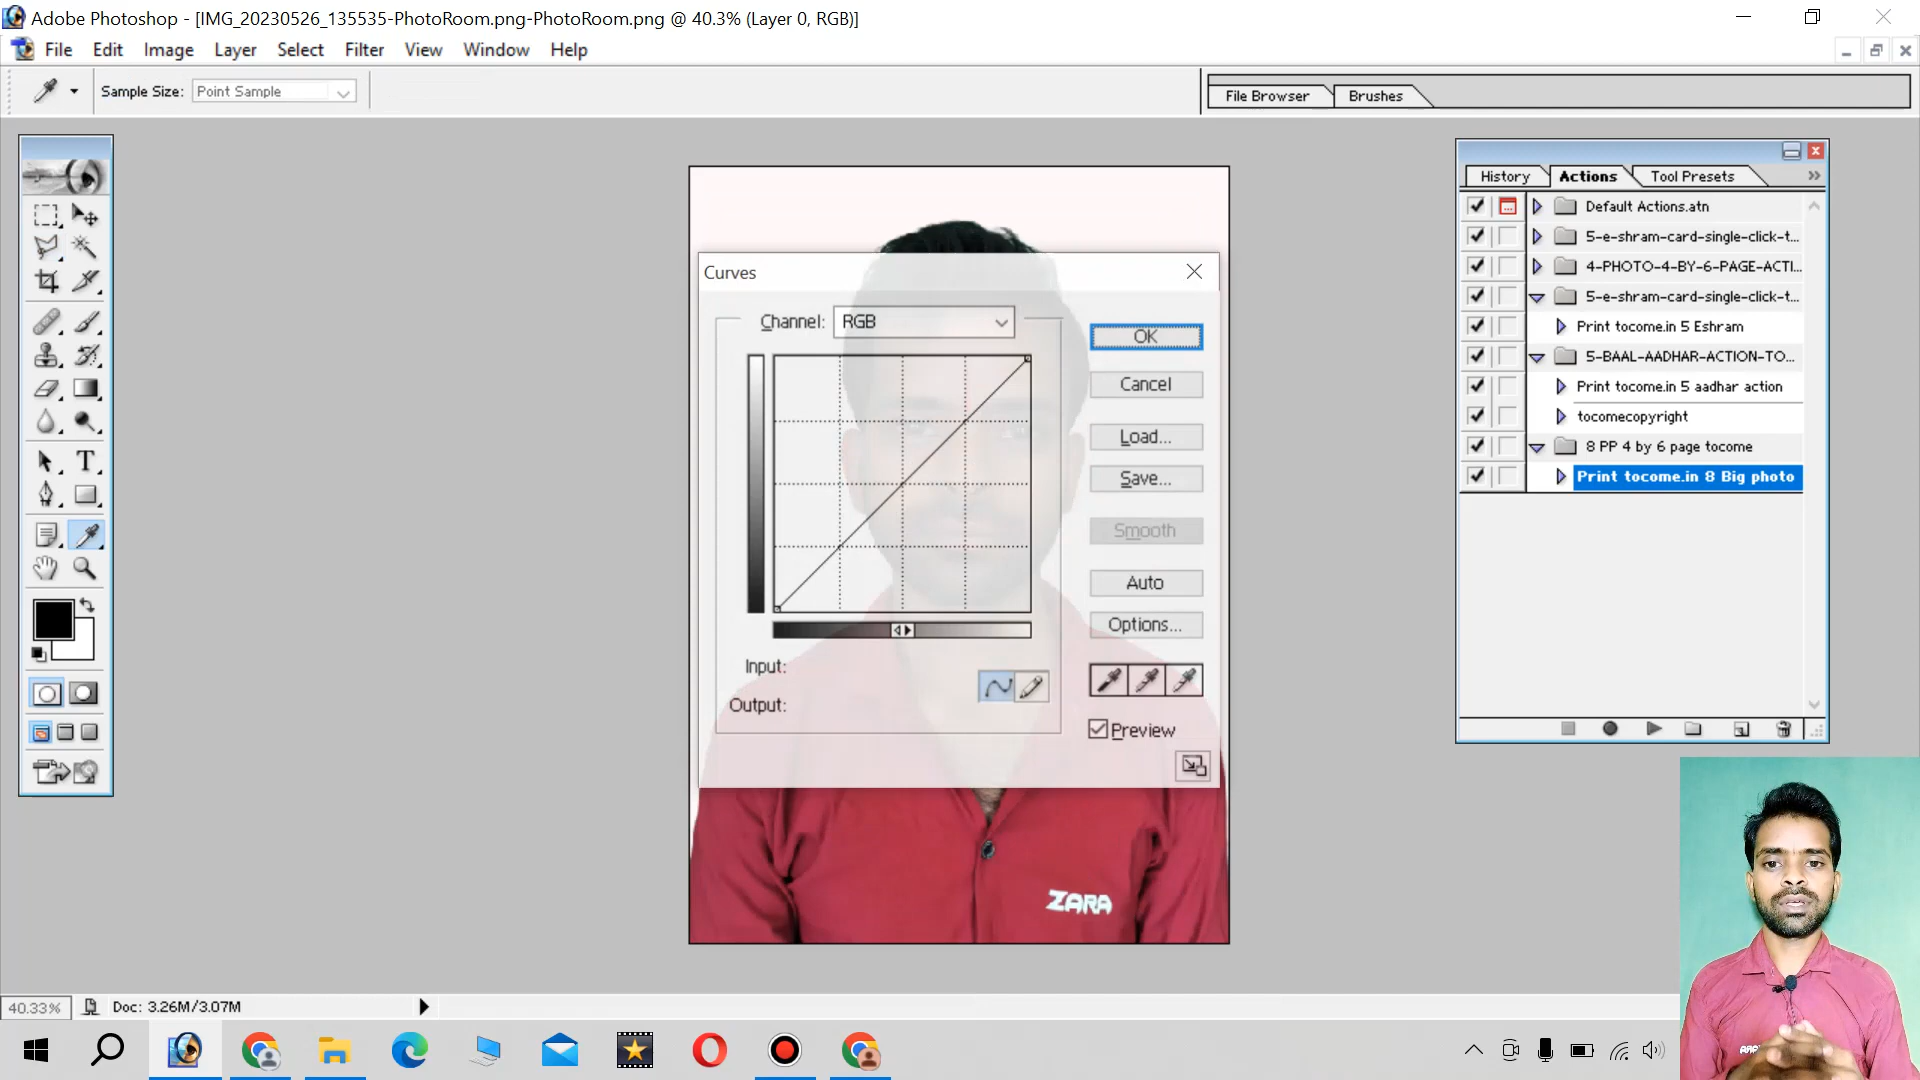 Adobe Photoshop - [IMG_20230526_135535-PhotoRoom.png-PhotoRoom.png @ 40.3% (Layer 0, RGB)]
File Edit Image Layer Select Filter View Window Help
Sample Size: Point Sample
File Browser Brushes
History Actions Tool Presets
Default Actions.atn
5-e-shram-card-single-click-t...
4-PHOTO-4-BY-6-PAGE-ACTI...
5-e-shram-card-single-click-t...
Print tocome.in 5 Eshram
5-BAAL-AADHAR-ACTION-TO...
Print tocome.in 5 aadhar action
tocomecopyright
8 PP 4 by 6 page tocome
Print tocome.in 8 Big photo
Curves
Channel: RGB
OK
Cancel
Load...
Save...
Smooth
Auto
Options...
Input:
Output:
Preview
T
ZARA
40.33% Doc: 3.26M/3.07M